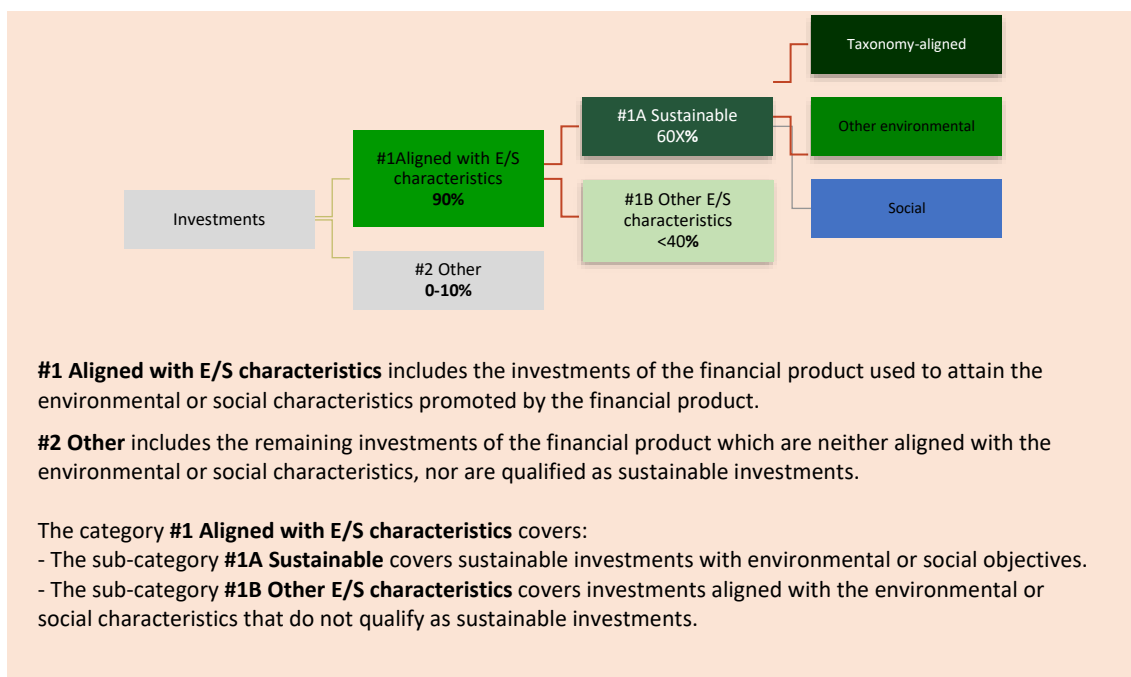 Taxonomy-aligned
#1A Sustainable
60X%
Other environmental
#1Aligned with E/S
characteristics
90%
#1B Other E/S
characteristics
<40%
Social
Investments
#2 Other
0-10%
#1 Aligned with E/S characteristics includes the investments of the financial product used to attain the
environmental or social characteristics promoted by the financial product.
#2 Other includes the remaining investments of the financial product which are neither aligned with the
environmental or social characteristics, nor are qualified as sustainable investments.
The category #1 Aligned with E/S characteristics covers:
- The sub-category #1A Sustainable covers sustainable investments with environmental or social objectives.
- The sub-category #1B Other E/S characteristics covers investments aligned with the environmental or
social characteristics that do not qualify as sustainable investments.